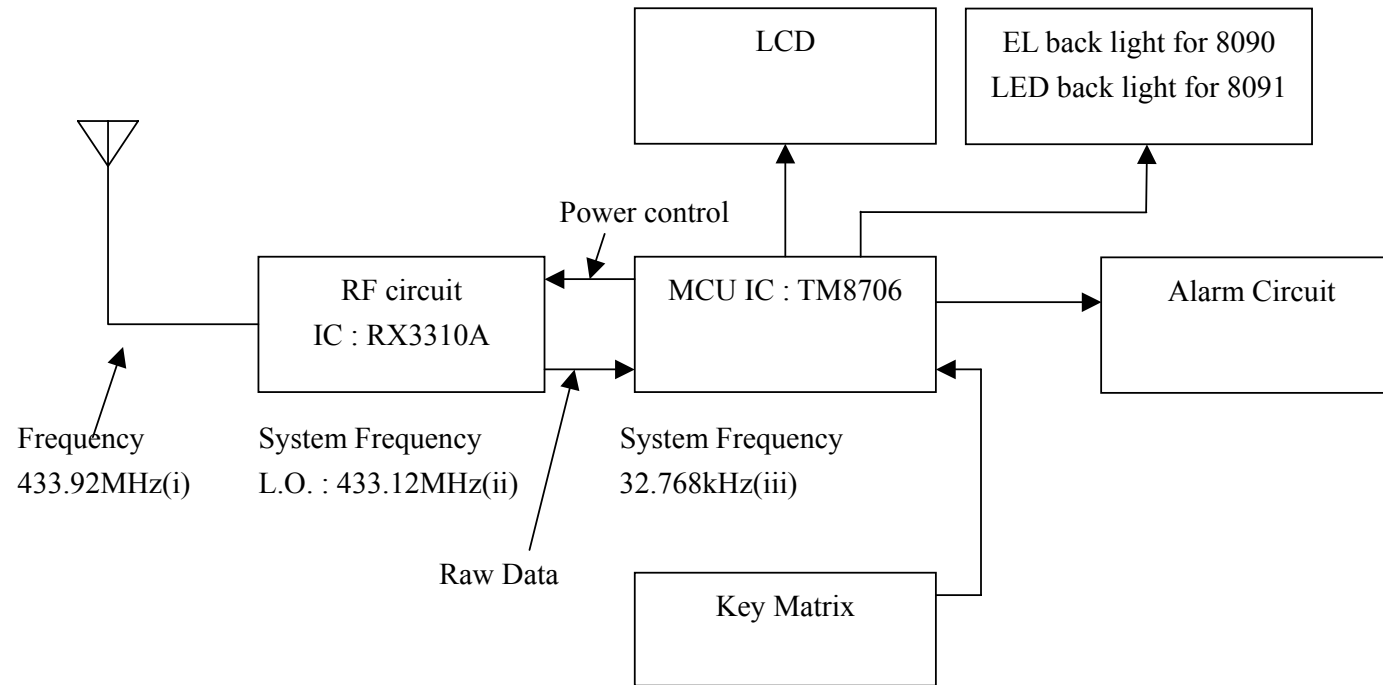 LCD
EL back light for 8090
LED back light for 8091
Power control
RF circuit
IC : RX3310A
MCU IC : TM8706
Alarm Circuit
Frequency
433.92MHz(i)
System Frequency
L.O. : 433.12MHz(ii)
System Frequency
32.768kHz(iii)
Raw Data
Key Matrix